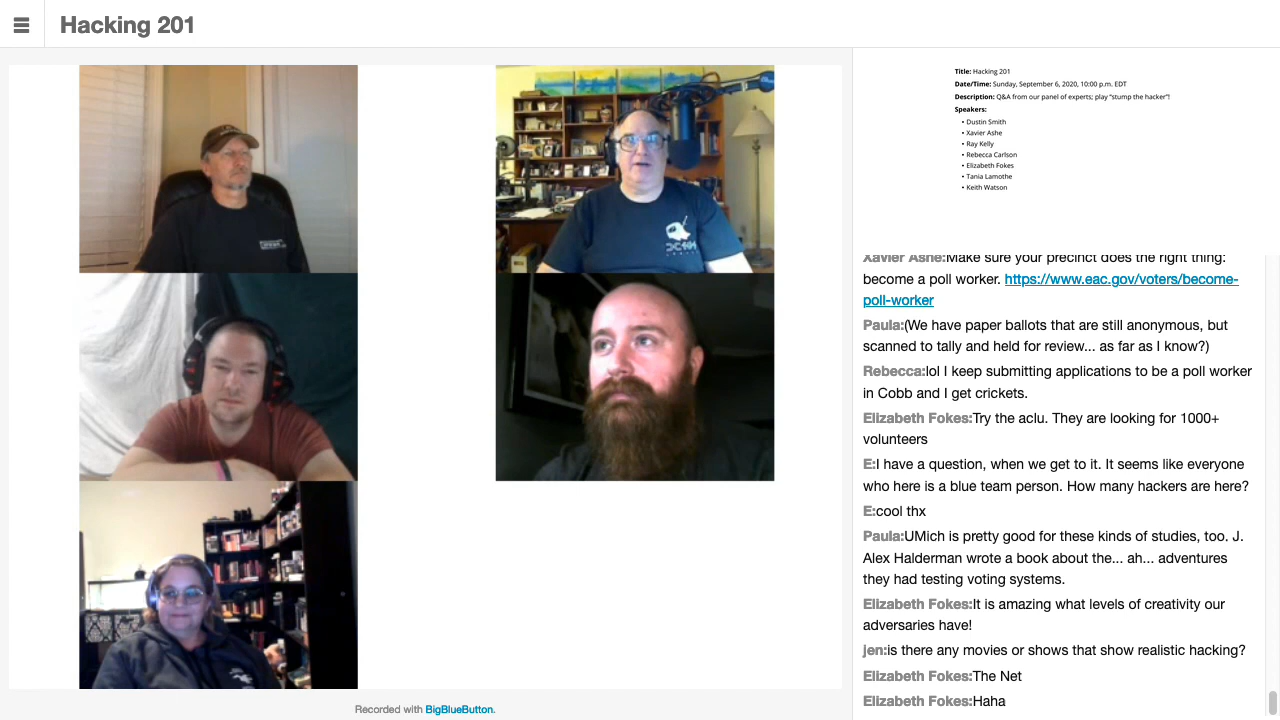 Hacking 201
Title: Hacking 201
Date/Time: Sunday, September 6, 2020, 10:00 p.m. EDT
Description: Q&A from our panel of experts; play "stump the hacker"!
Speakers:
• Dustin Smith
• Xavier Ashe
• Ray Kelly
• Rebecca Carlson
• Elizabeth Fokes
• Tania Lamothe
• Keith Watson
Xavier Ashe:Make sure your precinct does the right thing:
become a poll worker. https://www.eac.gov/voters/become-
poll-worker
Paula:(We have paper ballots that are still anonymous, but
scanned to tally and held for review... as far as I know?)
Rebecca:lol I keep submitting applications to be a poll worker
in Cobb and I get crickets.
Elizabeth Fokes:Try the aclu. They are looking for 1000+
volunteers
E:I have a question, when we get to it. It seems like everyone
who here is a blue team person. How many hackers are here?
E:cool thx
Paula:UMich is pretty good for these kinds of studies, too. J.
Alex Halderman wrote a book about the... ah... adventures
they had testing voting systems.
Elizabeth Fokes:It is amazing what levels of creativity our
adversaries have!
jen:is there any movies or shows that show realistic hacking?
Elizabeth Fokes:The Net
Elizabeth Fokes:Haha
Recorded with BigBlueButton.